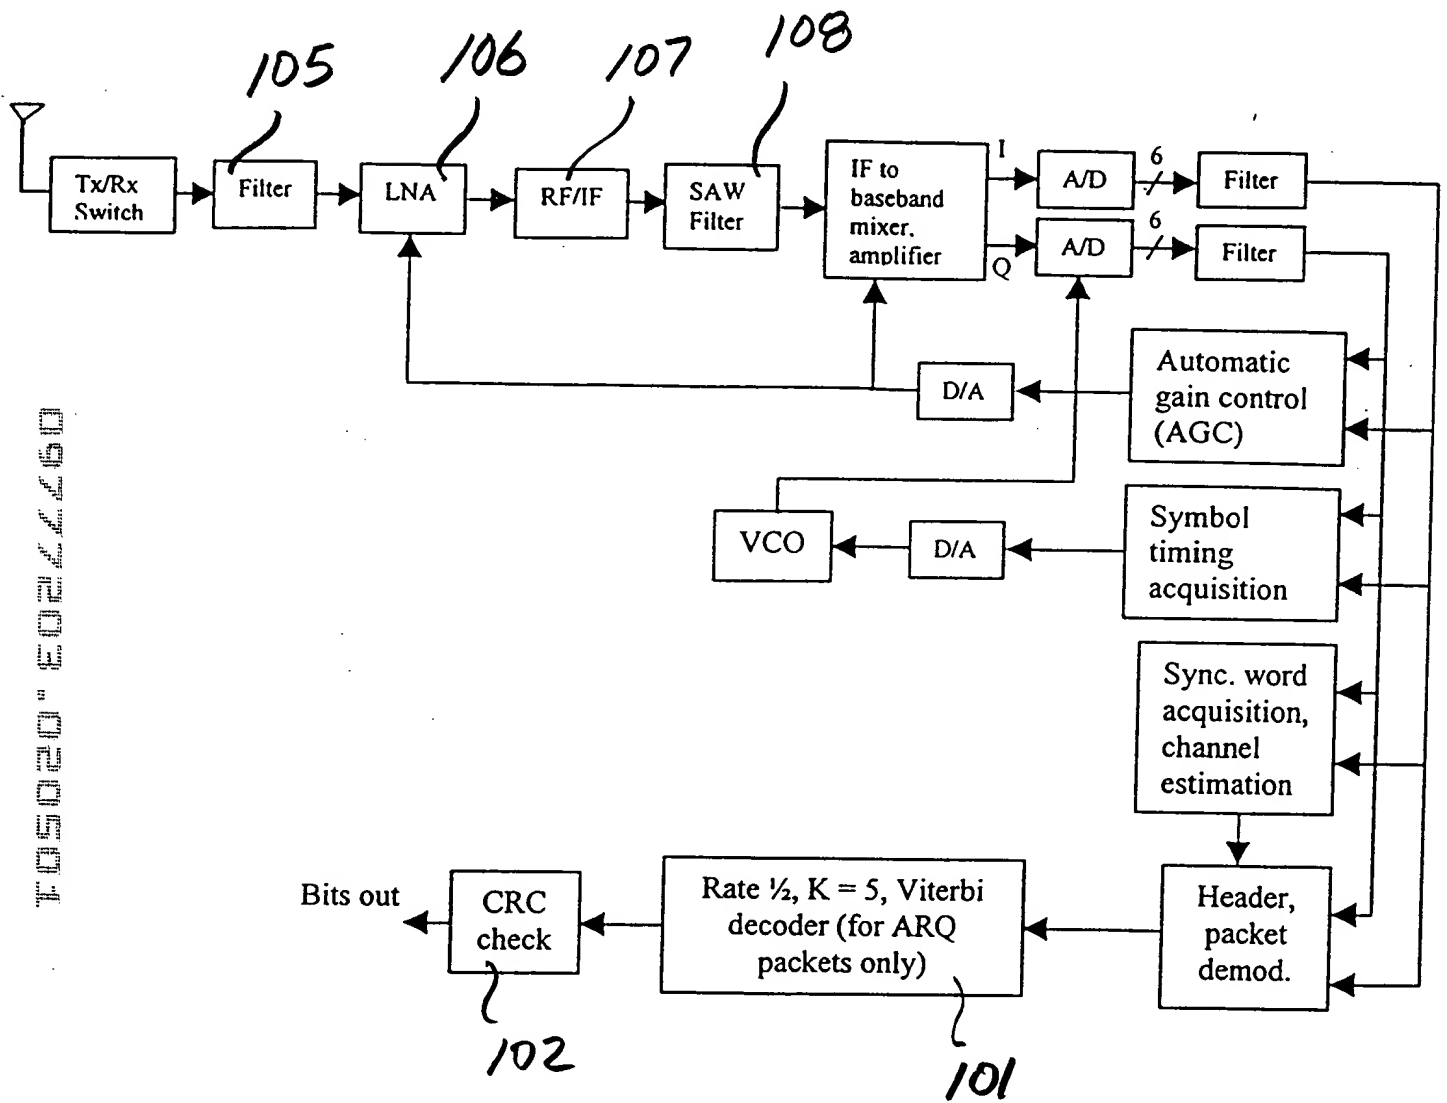 105
106
107
108
Tx/Rx
Switch
Filter
LNA
RF/IF
SAW
Filter
IF to
baseband
mixer.
amplifier
I
Q
A/D
6
Filter
A/D
6
Filter
D/A
Automatic
gain control
(AGC)
VCO
D/A
Symbol
timing
acquisition
Sync. word
acquisition,
channel
estimation
Bits out
CRC
check
Rate ½, K = 5, Viterbi
decoder (for ARQ
packets only)
Header,
packet
demod.
102
101
09777203.020501